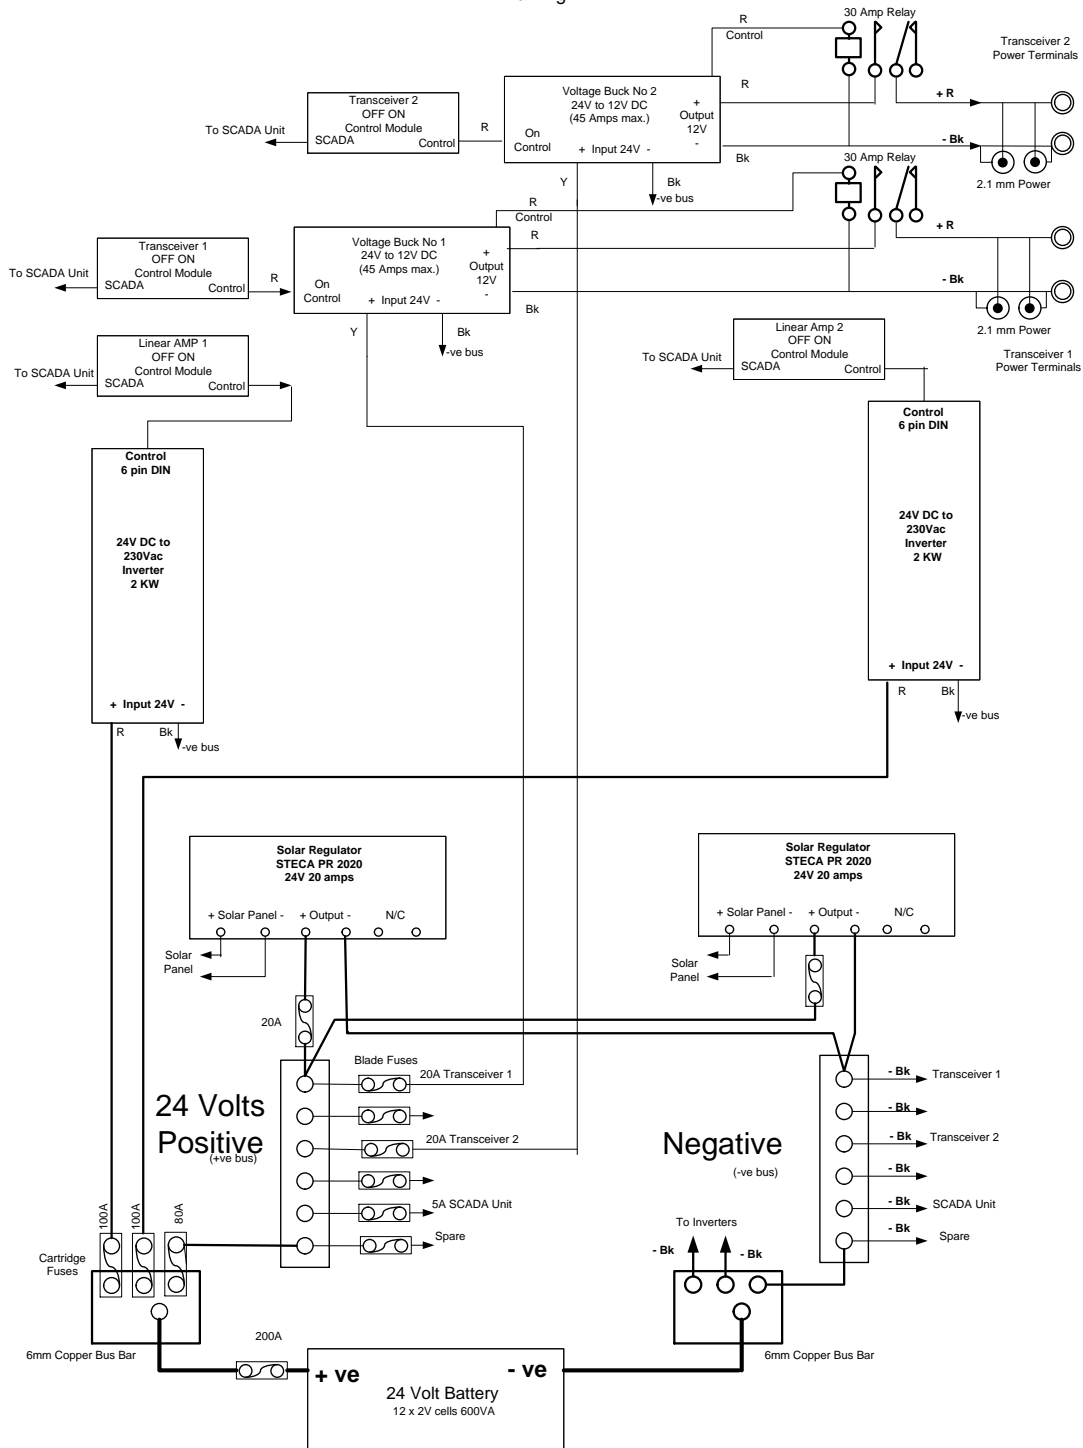 R
Control
30 Amp Relay
Transceiver 2
Power Terminals
Transceiver 2
OFF ON
Control Module
SCADA
Control
To SCADA Unit
R
Voltage Buck No 2
24V to 12V DC
(45 Amps max.)
On
Control
+
Output
12V
-
+ Input 24V -
R
+ R
- Bk
Bk
30 Amp Relay
2.1 mm Power
Y
Bk
-ve bus
R
Control
R
Transceiver 1
OFF ON
Control Module
SCADA
Control
To SCADA Unit
R
Voltage Buck No 1
24V to 12V DC
(45 Amps max.)
On
Control
+
Output
12V
-
+ Input 24V -
+ R
- Bk
Bk
2.1 mm Power
Transceiver 1
Power Terminals
Y
Bk
-ve bus
Linear AMP 1
OFF ON
Control Module
SCADA
Control
To SCADA Unit
Linear Amp 2
OFF ON
Control Module
SCADA
Control
To SCADA Unit
Control
6 pin DIN
24V DC to
230Vac
Inverter
2 KW
+ Input 24V -
R
Bk
-ve bus
Control
6 pin DIN
24V DC to
230Vac
Inverter
2 KW
+ Input 24V -
R
Bk
-ve bus
Solar Regulator
STECA PR 2020
24V 20 amps
+ Solar Panel -
+ Output -
N/C
Solar
Panel
Solar Regulator
STECA PR 2020
24V 20 amps
+ Solar Panel -
+ Output -
N/C
Solar
Panel
20A
Blade Fuses
20A Transceiver 1
24 Volts
Positive
(+ve bus)
20A Transceiver 2
5A SCADA Unit
Spare
Negative
(-ve bus)
- Bk
Transceiver 1
- Bk
- Bk
Transceiver 2
- Bk
- Bk
SCADA Unit
- Bk
Spare
100A
100A
80A
Cartridge
Fuses
To Inverters
- Bk
- Bk
6mm Copper Bus Bar
200A
6mm Copper Bus Bar
+ ve
- ve
24 Volt Battery
12 x 2V cells 600VA